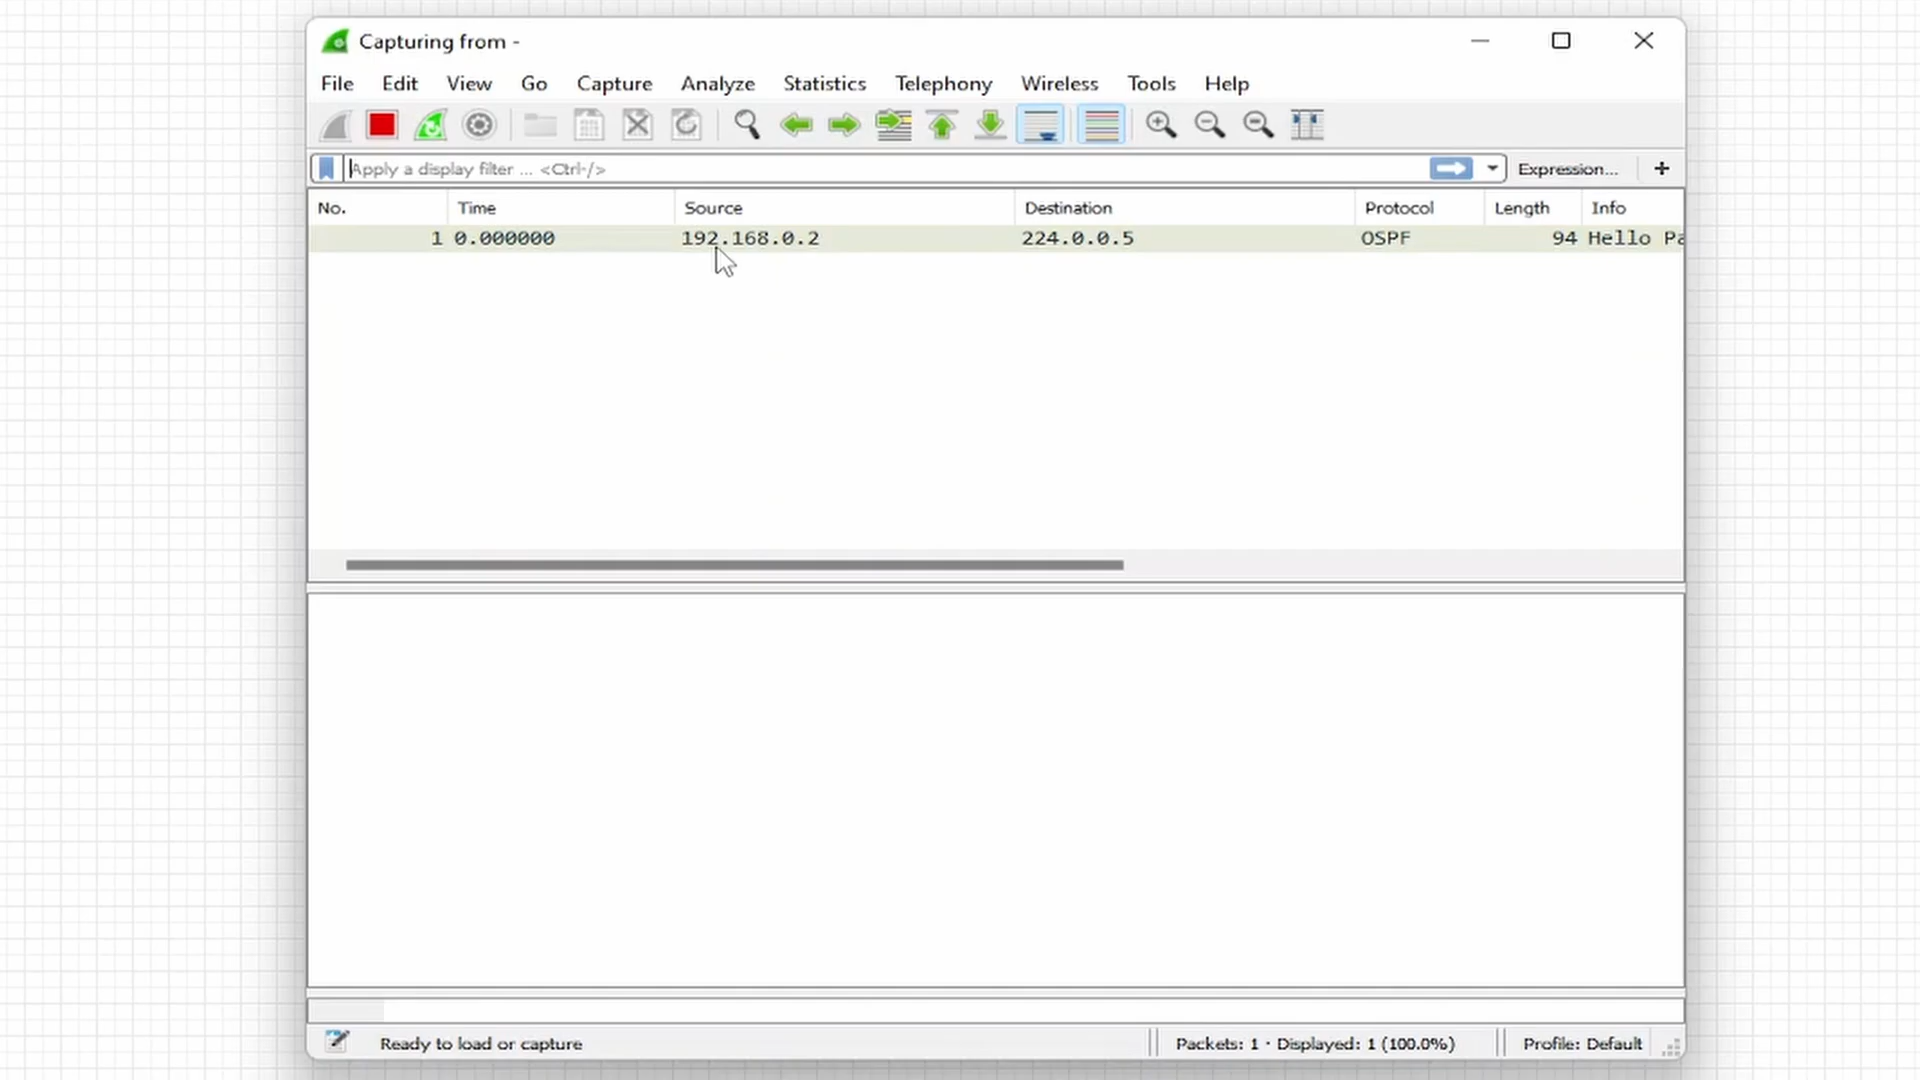 Capturing from -
File Edit View Go Capture Analyze Statistics Telephony Wireless Tools Help
Apply a display filter ... <Ctrl-/> Expression... +
No. Time Source Destination Protocol Length Info
1 0.000000 192.168.0.2 224.0.0.5 OSPF 94 Hello Pa
Ready to load or capture Packets: 1 · Displayed: 1 (100.0%) Profile: Default